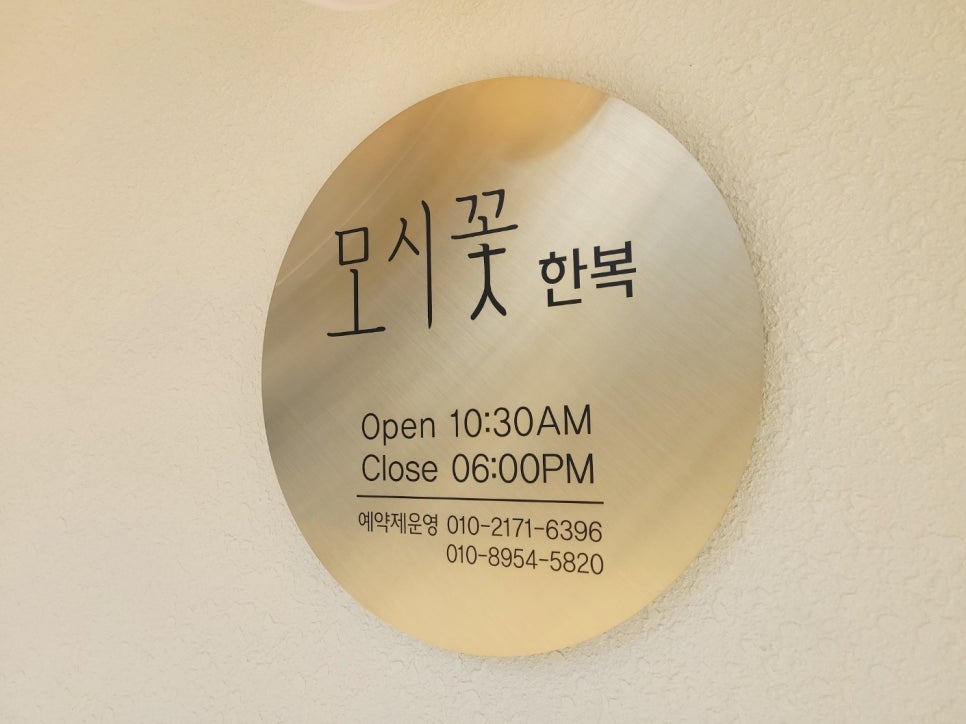 모시꽃 한복
Open 10:30AM
Close 06:00PM
예약제운영 010-2171-6396
010-8954-5820